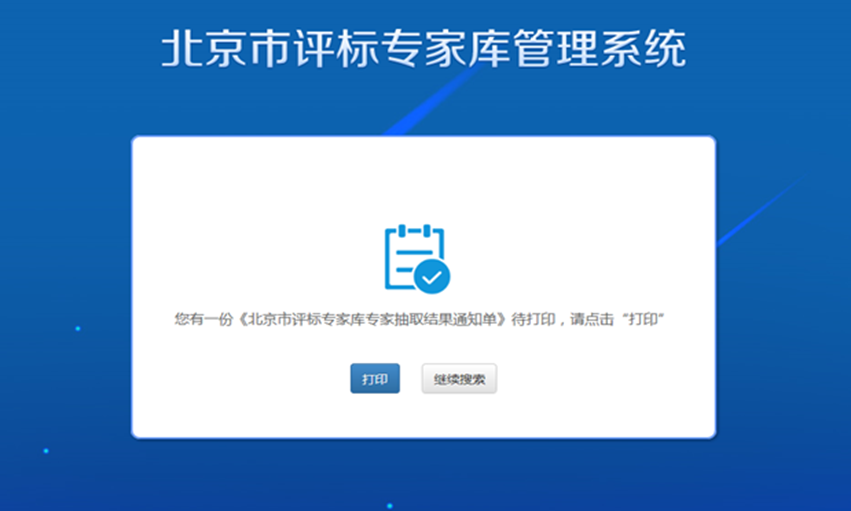 北京市评标专家库管理系统
您有一份《北京市评标专家库专家抽取结果通知单》待打印，请点击“打印”
打印
继续搜索